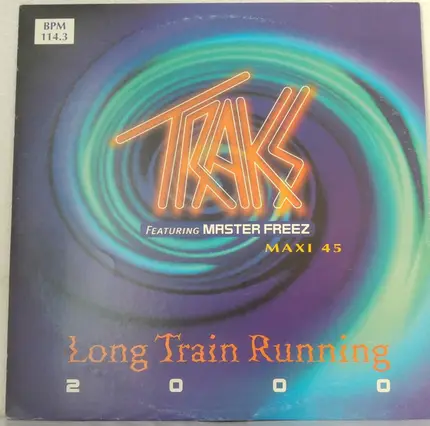 BPM
114.3
TRAKS
FEATURING MASTER FREEZ
MAXI 45
Long Train Running
2000